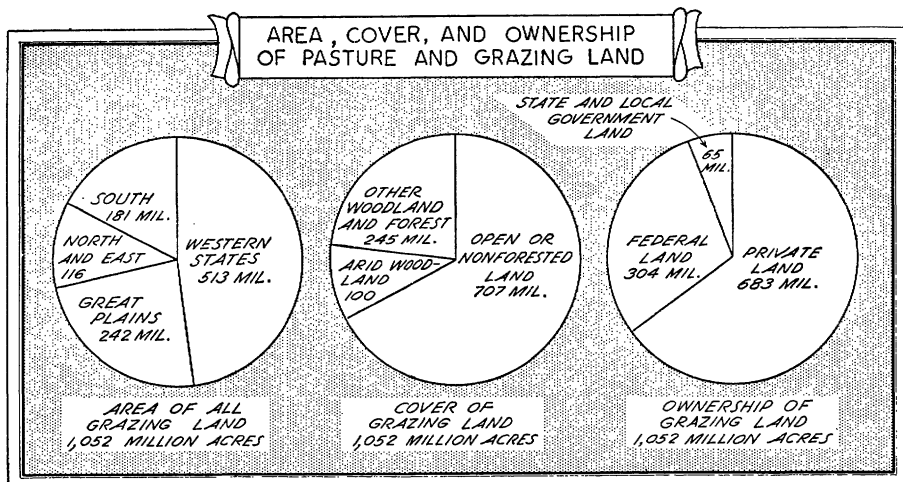 AREA, COVER, AND OWNERSHIP
OF PASTURE AND GRAZING LAND
SOUTH
181 MIL.
NORTH
AND EAST
116
GREAT
PLAINS
242 MIL.
WESTERN
STATES
513 MIL.
AREA OF ALL
GRAZING LAND
1,052 MILLION ACRES
OTHER
WOODLAND
AND FOREST
245 MIL.
ARID WOOD-
LAND
100
OPEN OR
NONFORESTED
LAND
707 MIL.
COVER OF
GRAZING LAND
1,052 MILLION ACRES
STATE AND LOCAL
GOVERNMENT
LAND
65
MIL.
FEDERAL
LAND
304 MIL.
PRIVATE
LAND
683 MIL.
OWNERSHIP OF
GRAZING LAND
1,052 MILLION ACRES